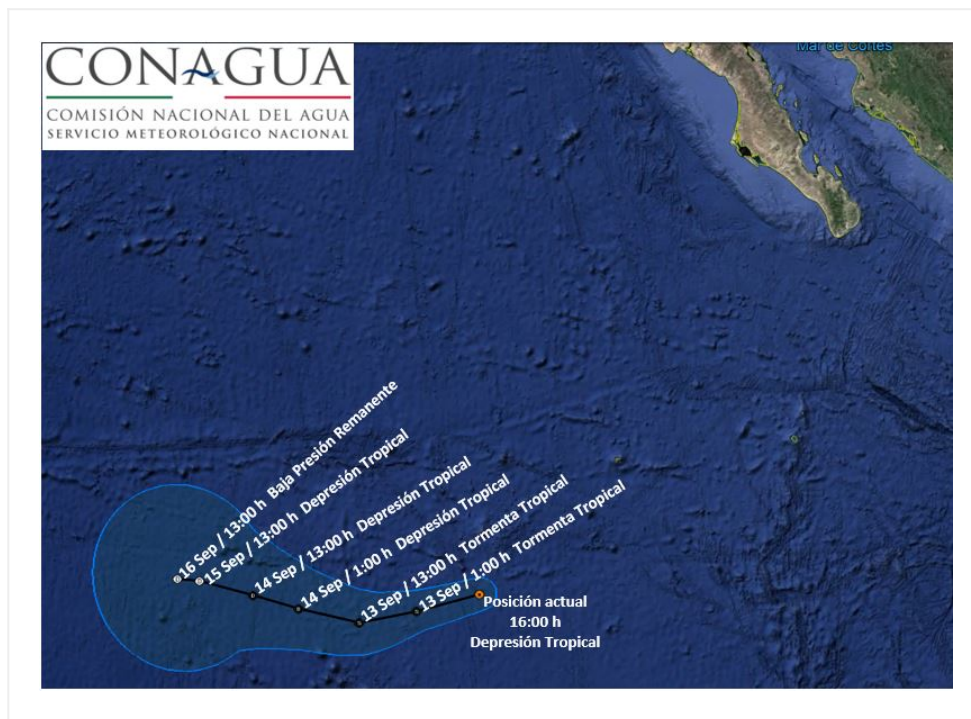 Mar de Cortés
CONAGUA
COMISIÓN NACIONAL DEL AGUA
SERVICIO METEOROLÓGICO NACIONAL
16 Sep / 13:00 h Baja Presión Remanente
15 Sep / 13:00 h Depresión Tropical
14 Sep / 13:00 h Depresión Tropical
14 Sep / 1:00 h Depresión Tropical
13 Sep / 13:00 h Tormenta Tropical
13 Sep / 1:00 h Tormenta Tropical
Posición actual
16:00 h
Depresión Tropical